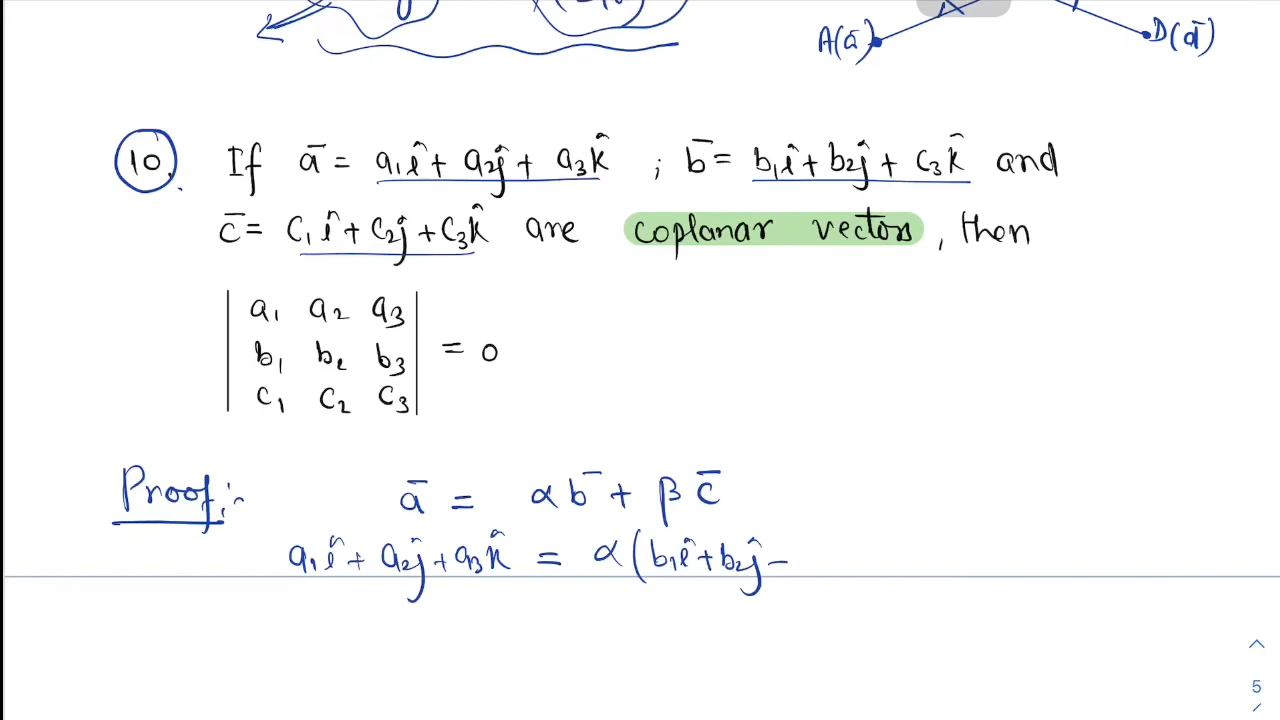 A(ā) D(d̄)
10. If ā = a₁î + a₂ĵ + a₃k̂ ; b̄ = b₁î + b₂ĵ + c₃k̂ and
c̄ = c₁î + c₂ĵ + c₃k̂ are coplanar vectors, then
| a₁ a₂ a₃ |
| b₁ b₂ b₃ | = 0
| c₁ c₂ c₃ |
Proof:- ā = αb̄ + βc̄
a₁î + a₂ĵ + a₃k̂ = α(b₁î + b₂ĵ -
5